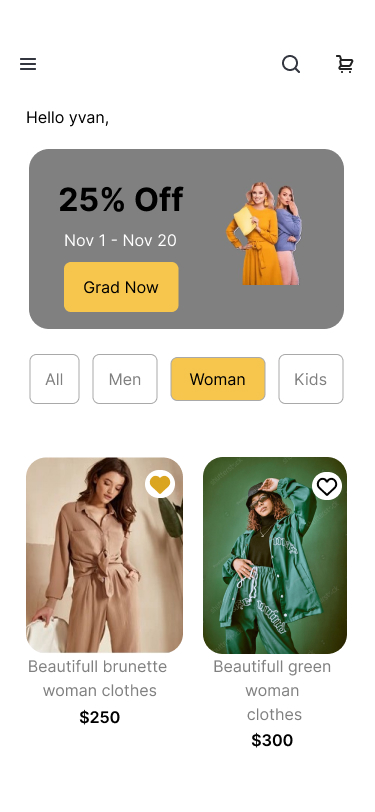 Hello yvan,
25% Off
Nov 1 - Nov 20
Grad Now
All
Men
Woman
Kids
Beautifull brunette
woman clothes
$250
Beautifull green
woman
clothes
$300